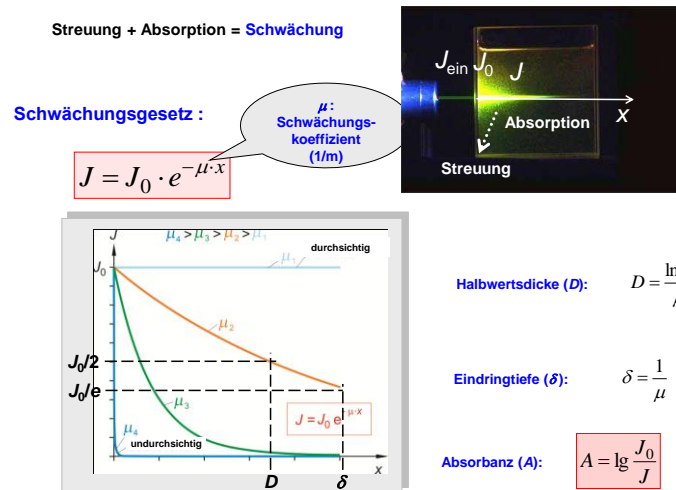 Streuung + Absorption = Schwächung
J_ein J_0 J
x
Absorption
Streuung
Schwächungsgesetz :
μ:
Schwächungs-
koeffizient
(1/m)
J = J_0 · e^{-μ·x}
J
μ_4 > μ_3 > μ_2 > μ_1
durchsichtig
J_0
μ_1
μ_2
J_0/2
J_0/e
μ_3
J = J_0 e^{-μ·x}
μ_4
undurchsichtig
x
D
δ
Halbwertsdicke (D): D = ln
Eindringtiefe (δ): δ = 1/μ
Absorbanz (A): A = lg J_0/J